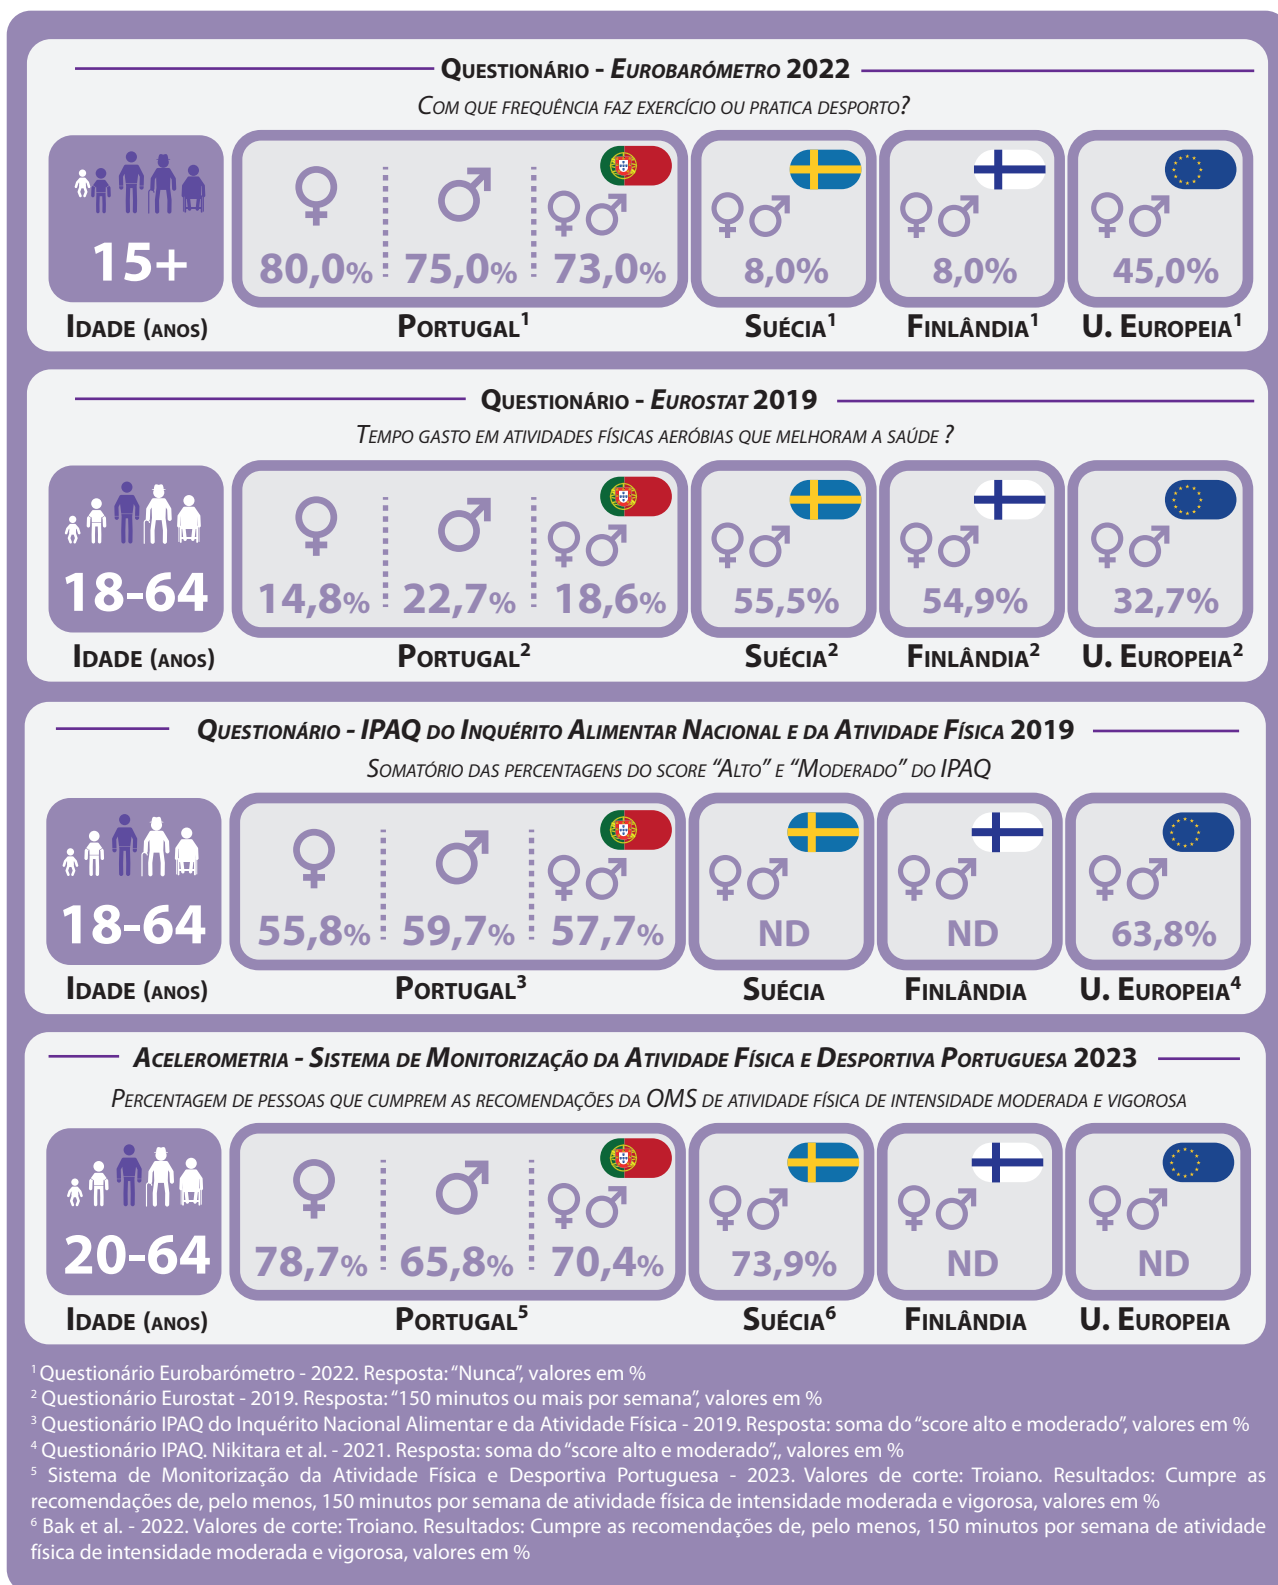 Questionário - Eurobarómetro 2022
Com que frequência faz exercício ou pratica desporto?
15+
80,0% 75,0% 73,0% 8,0% 8,0% 45,0%
Idade (anos) Portugal¹ Suécia¹ Finlândia¹ U. Europeia¹
Questionário - Eurostat 2019
Tempo gasto em atividades físicas aeróbias que melhoram a saúde ?
18-64
14,8% 22,7% 18,6% 55,5% 54,9% 32,7%
Idade (anos) Portugal² Suécia² Finlândia² U. Europeia²
Questionário - IPAQ do Inquérito Alimentar Nacional e da Atividade Física 2019
Somatório das percentagens do score “Alto” e “Moderado” do IPAQ
18-64
55,8% 59,7% 57,7% ND ND 63,8%
Idade (anos) Portugal³ Suécia Finlândia U. Europeia⁴
Acelerometria - Sistema de Monitorização da Atividade Física e Desportiva Portuguesa 2023
Percentagem de pessoas que cumprem as recomendações da OMS de atividade física de intensidade moderada e vigorosa
20-64
78,7% 65,8% 70,4% 73,9% ND ND
Idade (anos) Portugal⁵ Suécia⁶ Finlândia U. Europeia
¹ Questionário Eurobarómetro - 2022. Resposta: “Nunca”, valores em %
² Questionário Eurostat - 2019. Resposta: “150 minutos ou mais por semana”, valores em %
³ Questionário IPAQ do Inquérito Nacional Alimentar e da Atividade Física - 2019. Resposta: soma do “score alto e moderado”, valores em %
⁴ Questionário IPAQ. Nikitara et al. - 2021. Resposta: soma do “score alto e moderado”,, valores em %
⁵ Sistema de Monitorização da Atividade Física e Desportiva Portuguesa - 2023. Valores de corte: Troiano. Resultados: Cumpre as
recomendações de, pelo menos, 150 minutos por semana de atividade física de intensidade moderada e vigorosa, valores em %
⁶ Bak et al. - 2022. Valores de corte: Troiano. Resultados: Cumpre as recomendações de, pelo menos, 150 minutos por semana de atividade
física de intensidade moderada e vigorosa, valores em %